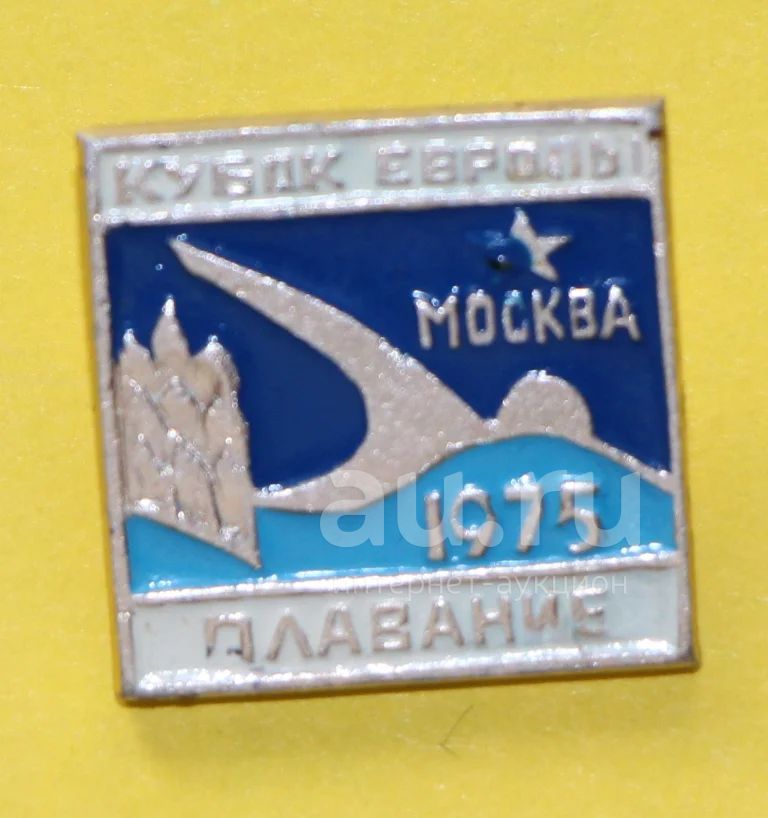 КУБОК ЕВРОПЫ
МОСКВА
1975
au.ru
интернет-аукцион
ПЛАВАНИЕ